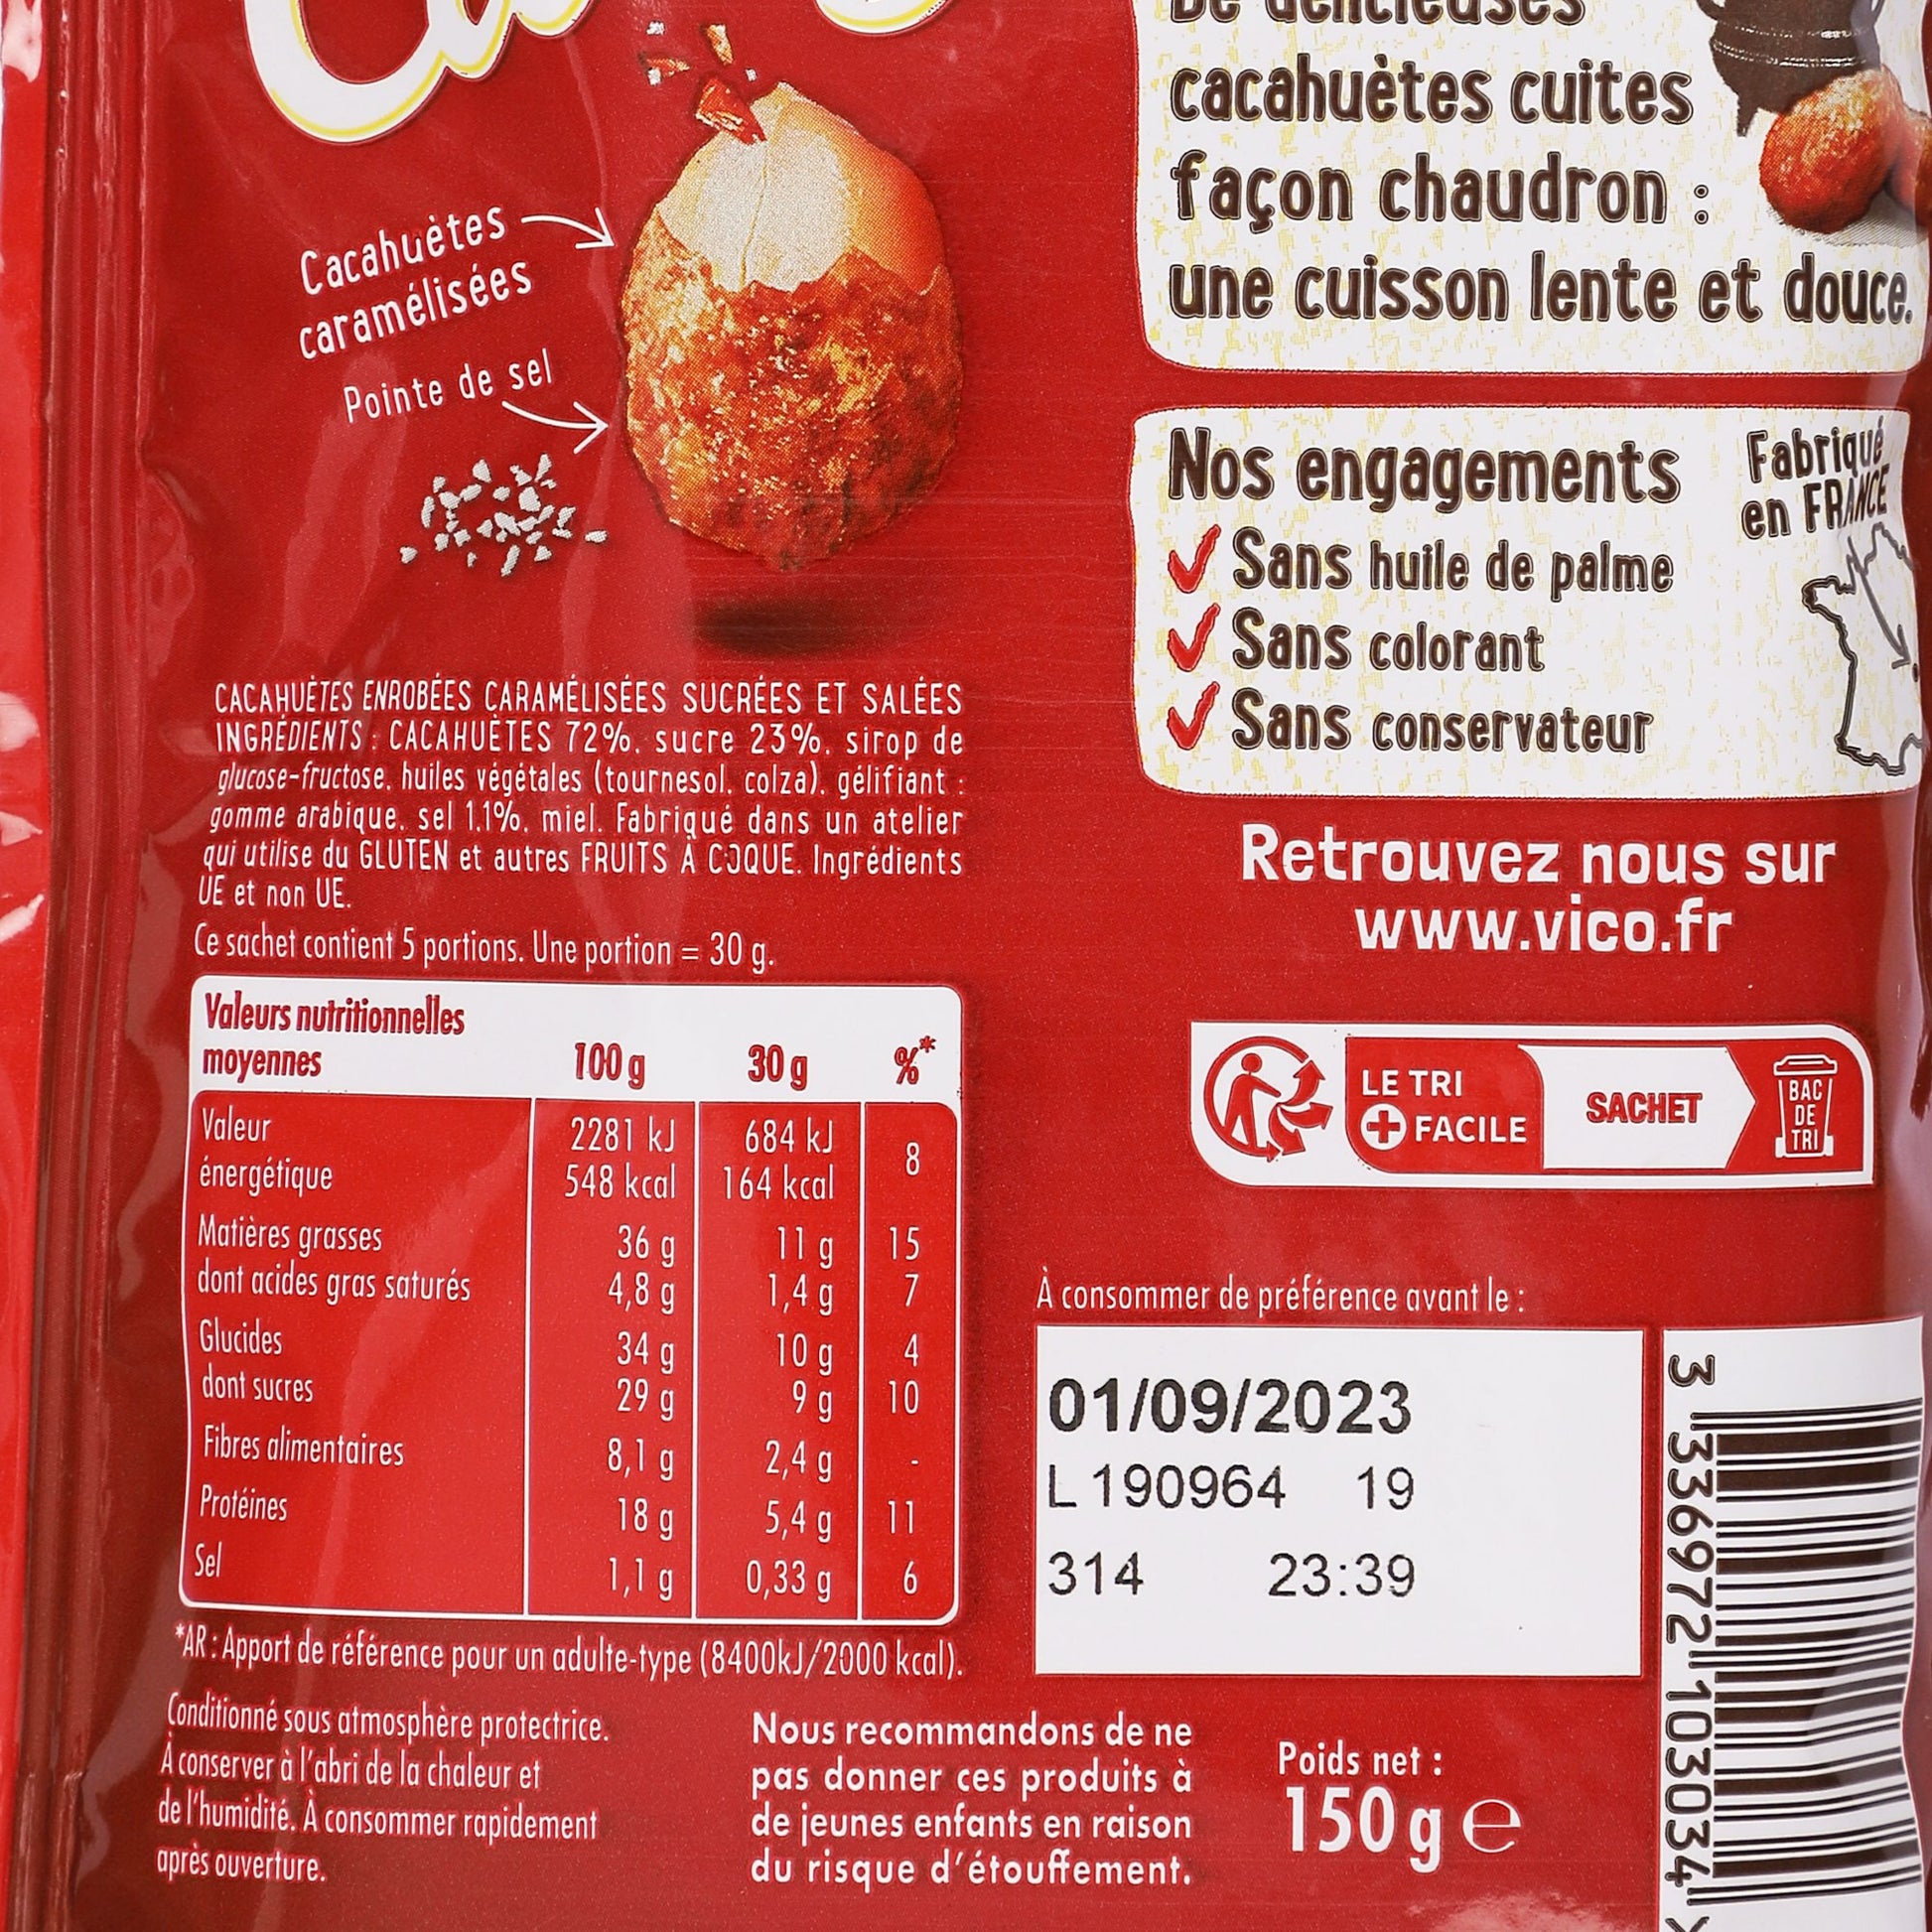 De délicieuses
cacahuètes cuites
façon chaudron :
une cuisson lente et douce.
Cacahuètes
caramélisées
Pointe de sel
Nos engagements
Sans huile de palme
Sans colorant
Sans conservateur
Fabriqué
en FRANCE
CACAHUÈTES ENROBÉES CARAMÉLISÉES SUCRÉES ET SALÉES
INGRÉDIENTS : CACAHUÈTES 72%, sucre 23%, sirop de
glucose-fructose, huiles végétales (tournesol, colza), gélifiant :
gomme arabique, sel 1.1%, miel. Fabriqué dans un atelier
qui utilise du GLUTEN et autres FRUITS À COQUE. Ingrédients
UE et non UE.
Ce sachet contient 5 portions. Une portion = 30 g.
Valeurs nutritionnelles
moyennes 100 g 30 g %*
Valeur 2281 kJ 684 kJ
énergétique 548 kcal 164 kcal 8
Matières grasses 36 g 11 g 15
dont acides gras saturés 4,8 g 1,4 g 7
Glucides 34 g 10 g 4
dont sucres 29 g 9 g 10
Fibres alimentaires 8,1 g 2,4 g -
Protéines 18 g 5,4 g 11
Sel 1,1 g 0,33 g 6
*AR : Apport de référence pour un adulte-type (8400kJ/2000 kcal).
Conditionné sous atmosphère protectrice.
À conserver à l'abri de la chaleur et
de l'humidité. À consommer rapidement
après ouverture.
Nous recommandons de ne
pas donner ces produits à
de jeunes enfants en raison
du risque d'étouffement.
Retrouvez nous sur
www.vico.fr
LE TRI
+ FACILE
SACHET
BAC
DE
TRI
À consommer de préférence avant le :
01/09/2023
L 190964 19
314 23:39
Poids net :
150 g e
3 336972 103034 >